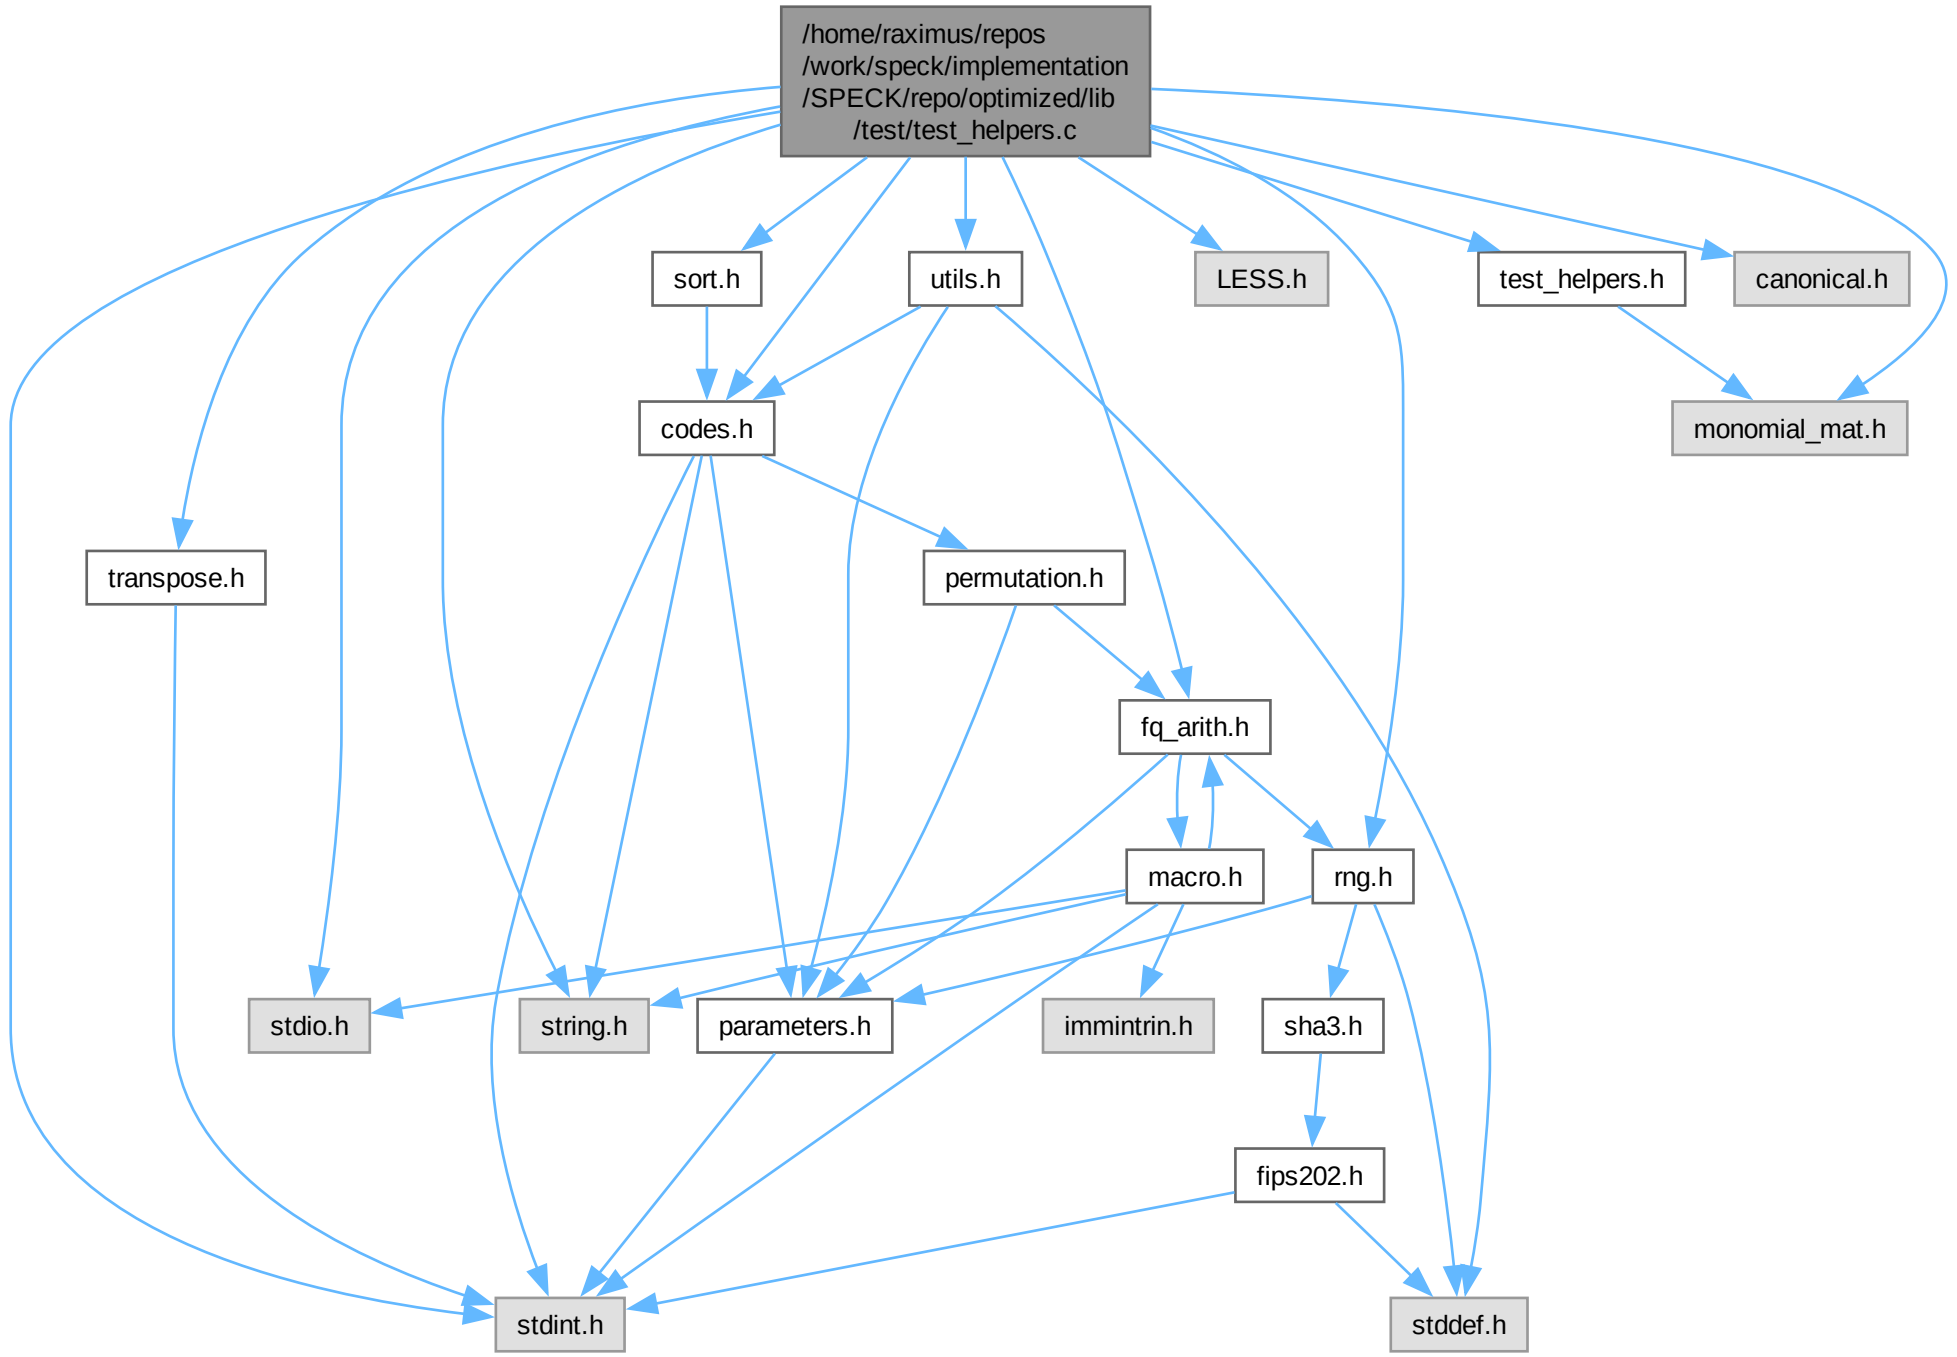 /home/raximus/repos
/work/speck/implementation
/SPECK/repo/optimized/lib
/test/test_helpers.c
sort.h
utils.h
LESS.h
test_helpers.h
canonical.h
codes.h
monomial_mat.h
transpose.h
permutation.h
fq_arith.h
macro.h
rng.h
stdio.h
string.h
parameters.h
immintrin.h
sha3.h
fips202.h
stdint.h
stddef.h